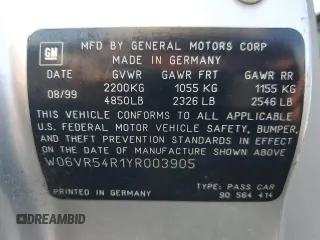 GM
MFD BY GENERAL MOTORS CORP
MADE IN GERMANY
DATE GVWR GAWR FRT GAWR RR
08/99 2200KG 1055 KG 1155 KG
4850LB 2326 LB 2546 LB
THIS VEHICLE CONFORMS TO ALL APPLICABLE
U.S. FEDERAL MOTOR VEHICLE SAFETY, BUMPER,
AND THEFT PREVENTION STANDARDS IN EFFECT
ON THE DATE OF MANUFACTURE SHOWN ABOVE.
W06VR54R1YR003905
TYPE: PASS CAR
PRINTED IN GERMANY 90 564 414
DREAMBID